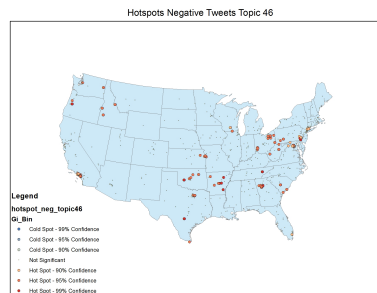 Hotspots Negative Tweets Topic 46
Legend
hotspot_neg_topic46
Gi_Bin
Cold Spot - 99% Confidence
Cold Spot - 95% Confidence
Cold Spot - 90% Confidence
Not Significant
Hot Spot - 90% Confidence
Hot Spot - 95% Confidence
Hot Spot - 99% Confidence